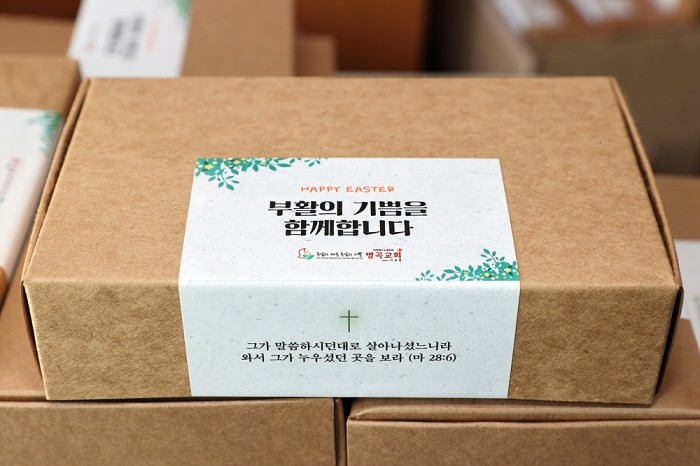 HAPPY EASTER
부활의 기쁨을
함께합니다
명곡교회
그가 말씀하시던대로 살아나셨느니라
와서 그가 누우셨던 곳을 보라 (마 28:6)